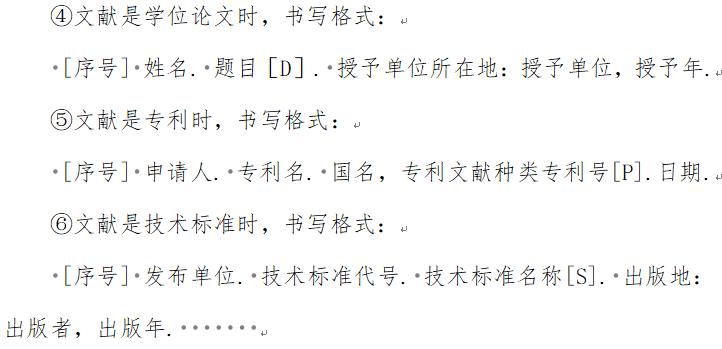 ④文献是学位论文时，书写格式：
[序号] 姓名. 题目［D］. 授予单位所在地：授予单位，授予年.
⑤文献是专利时，书写格式：
[序号] 申请人. 专利名. 国名，专利文献种类专利号[P].日期.
⑥文献是技术标准时，书写格式：
[序号] 发布单位. 技术标准代号. 技术标准名称[S]. 出版地：
出版者，出版年.